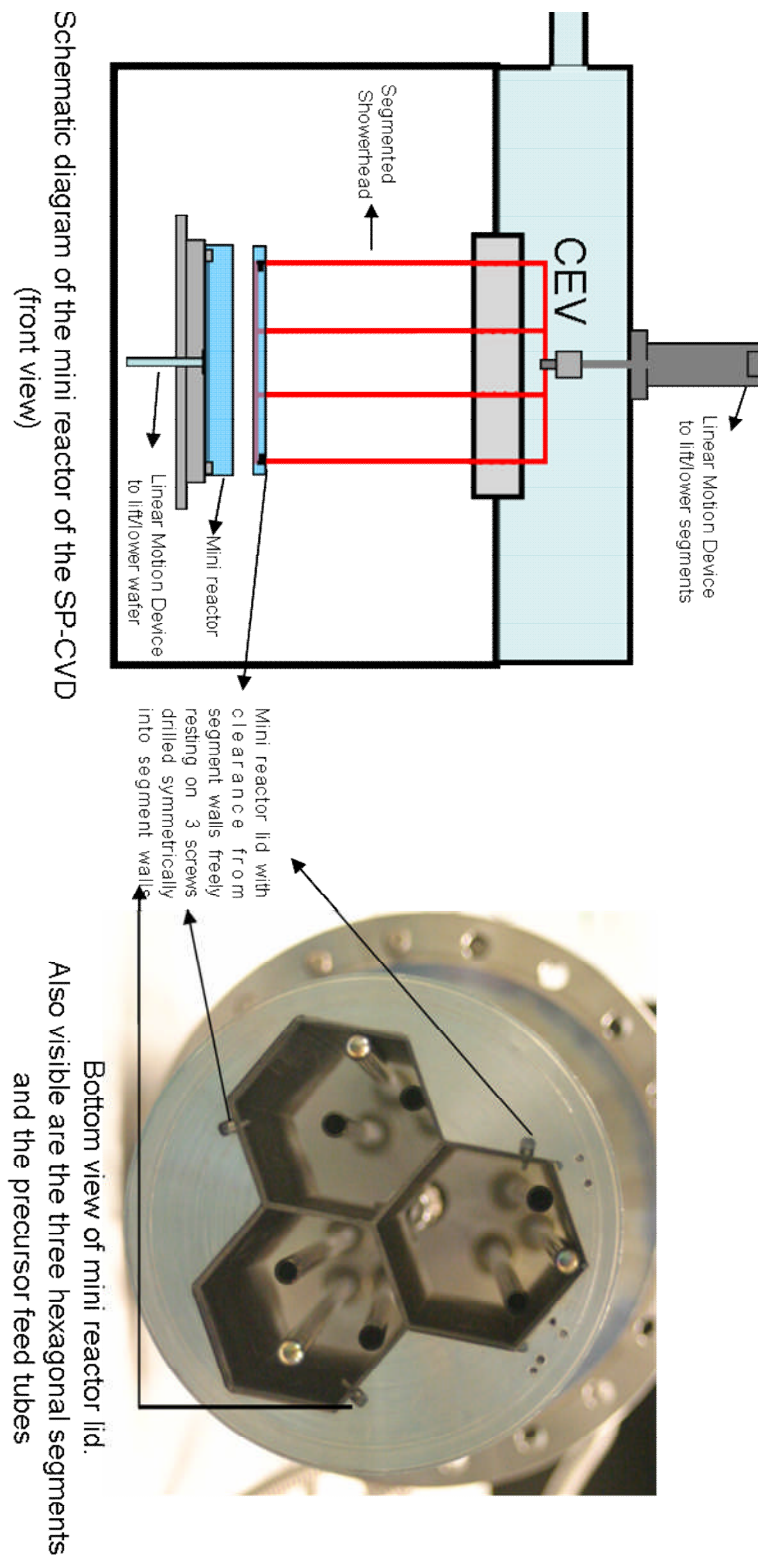 Linear Motion Device
to lift/lower segments
CEV
Segmented
Showerhead
Mini reactor
Linear Motion Device
to lift/lower wafer
Schematic diagram of the mini reactor of the SP-CVD
(front view)
Mini reactor lid with
clearance from
segment walls freely
resting on 3 screws
drilled symmetrically
into segment walls
Bottom view of mini reactor lid.
Also visible are the three hexagonal segments
and the precursor feed tubes